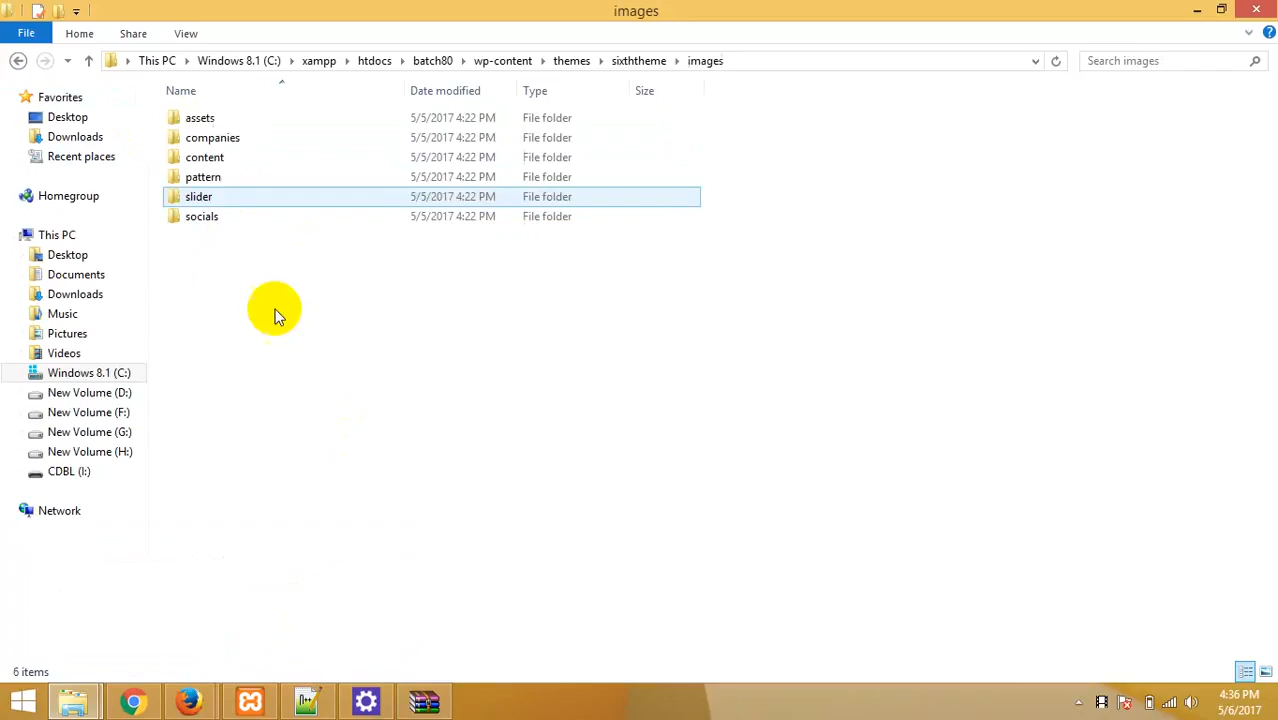 images
File
Home
Share
View
This PC
Windows 8.1 (C:)
xampp
htdocs
batch80
wp-content
themes
sixththeme
images
Search images
Name
Date modified
Type
Size
Favorites
Desktop
Downloads
Recent places
Homegroup
This PC
Desktop
Documents
Downloads
Music
Pictures
Videos
Windows 8.1 (C:)
New Volume (D:)
New Volume (F:)
New Volume (G:)
New Volume (H:)
CDBL (I:)
Network
assets 5/5/2017 4:22 PM File folder
companies 5/5/2017 4:22 PM File folder
content 5/5/2017 4:22 PM File folder
pattern 5/5/2017 4:22 PM File folder
slider 5/5/2017 4:22 PM File folder
socials 5/5/2017 4:22 PM File folder
6 items
4:36 PM
5/6/2017